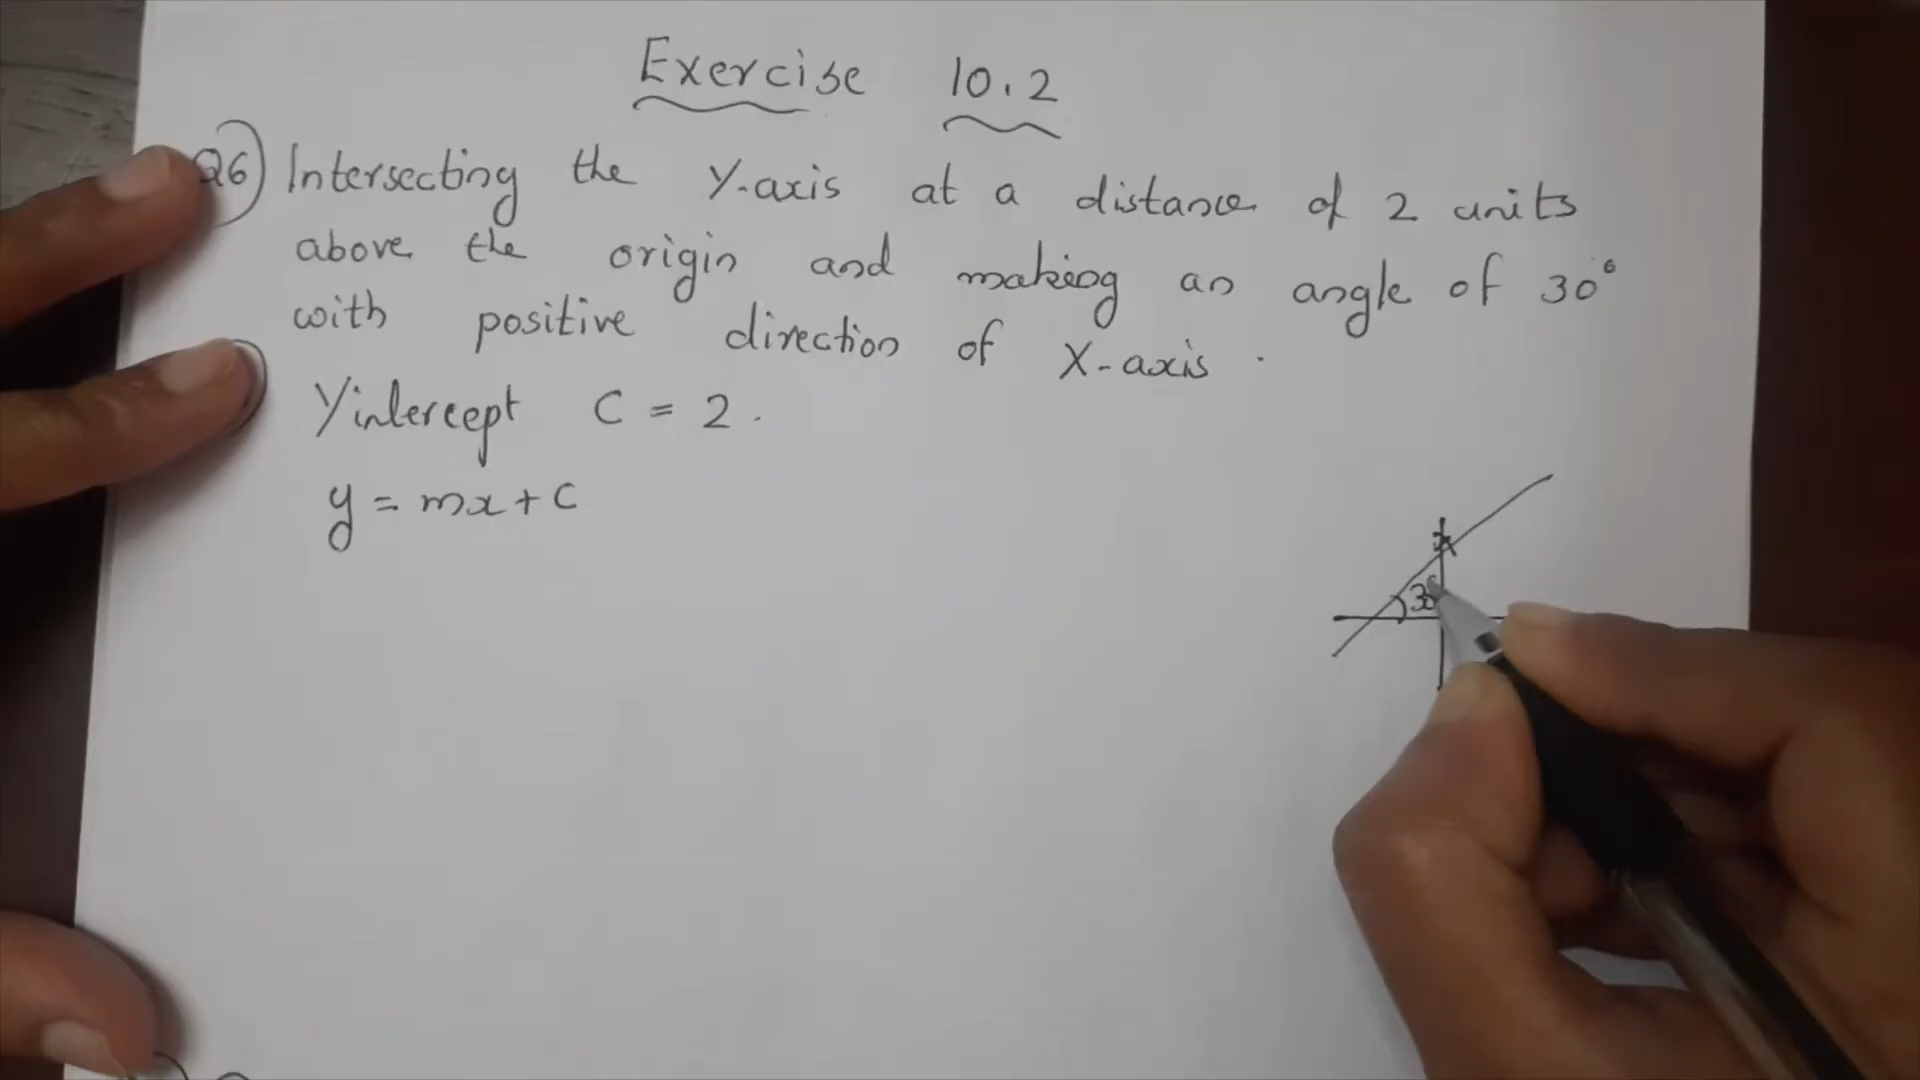 Exercise 10.2
Q6) Intersecting the Y-axis at a distance of 2 units
above the origin and making an angle of 30°
with positive direction of X-axis.
Y intercept C = 2.
y = mx + c
30